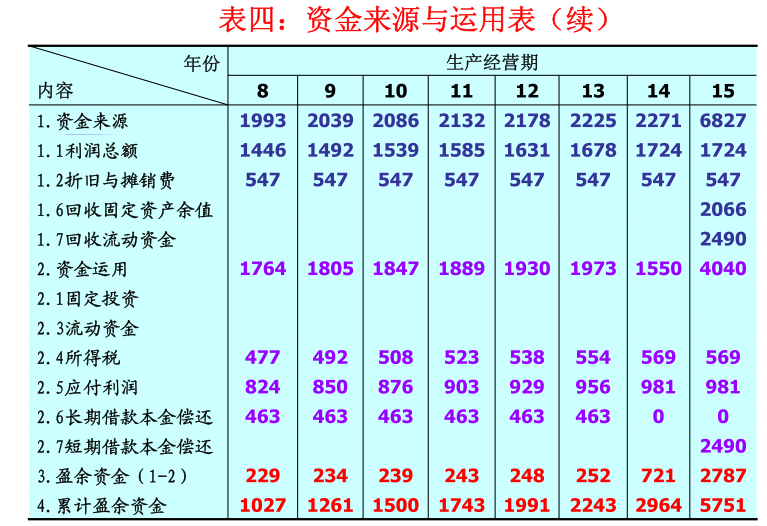 表四：资金来源与运用表（续）
年份 生产经营期
内容 8 9 10 11 12 13 14 15
1.资金来源 1993 2039 2086 2132 2178 2225 2271 6827
1.1利润总额 1446 1492 1539 1585 1631 1678 1724 1724
1.2折旧与摊销费 547 547 547 547 547 547 547 547
1.6回收固定资产余值 2066
1.7回收流动资金 2490
2.资金运用 1764 1805 1847 1889 1930 1973 1550 4040
2.1固定投资
2.3流动资金
2.4所得税 477 492 508 523 538 554 569 569
2.5应付利润 824 850 876 903 929 956 981 981
2.6长期借款本金偿还 463 463 463 463 463 463 0 0
2.7短期借款本金偿还 2490
3.盈余资金（1-2） 229 234 239 243 248 252 721 2787
4.累计盈余资金 1027 1261 1500 1743 1991 2243 2964 5751